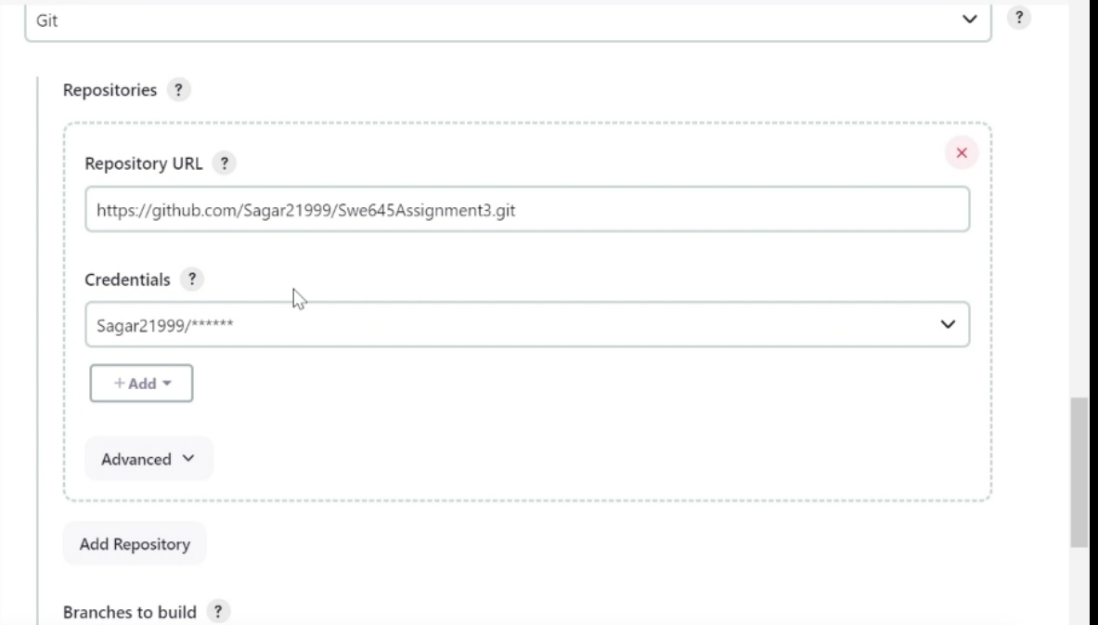 Git
?
Repositories ?
Repository URL ?
https://github.com/Sagar21999/Swe645Assignment3.git
Credentials ?
Sagar21999/******
+ Add
Advanced
Add Repository
Branches to build ?